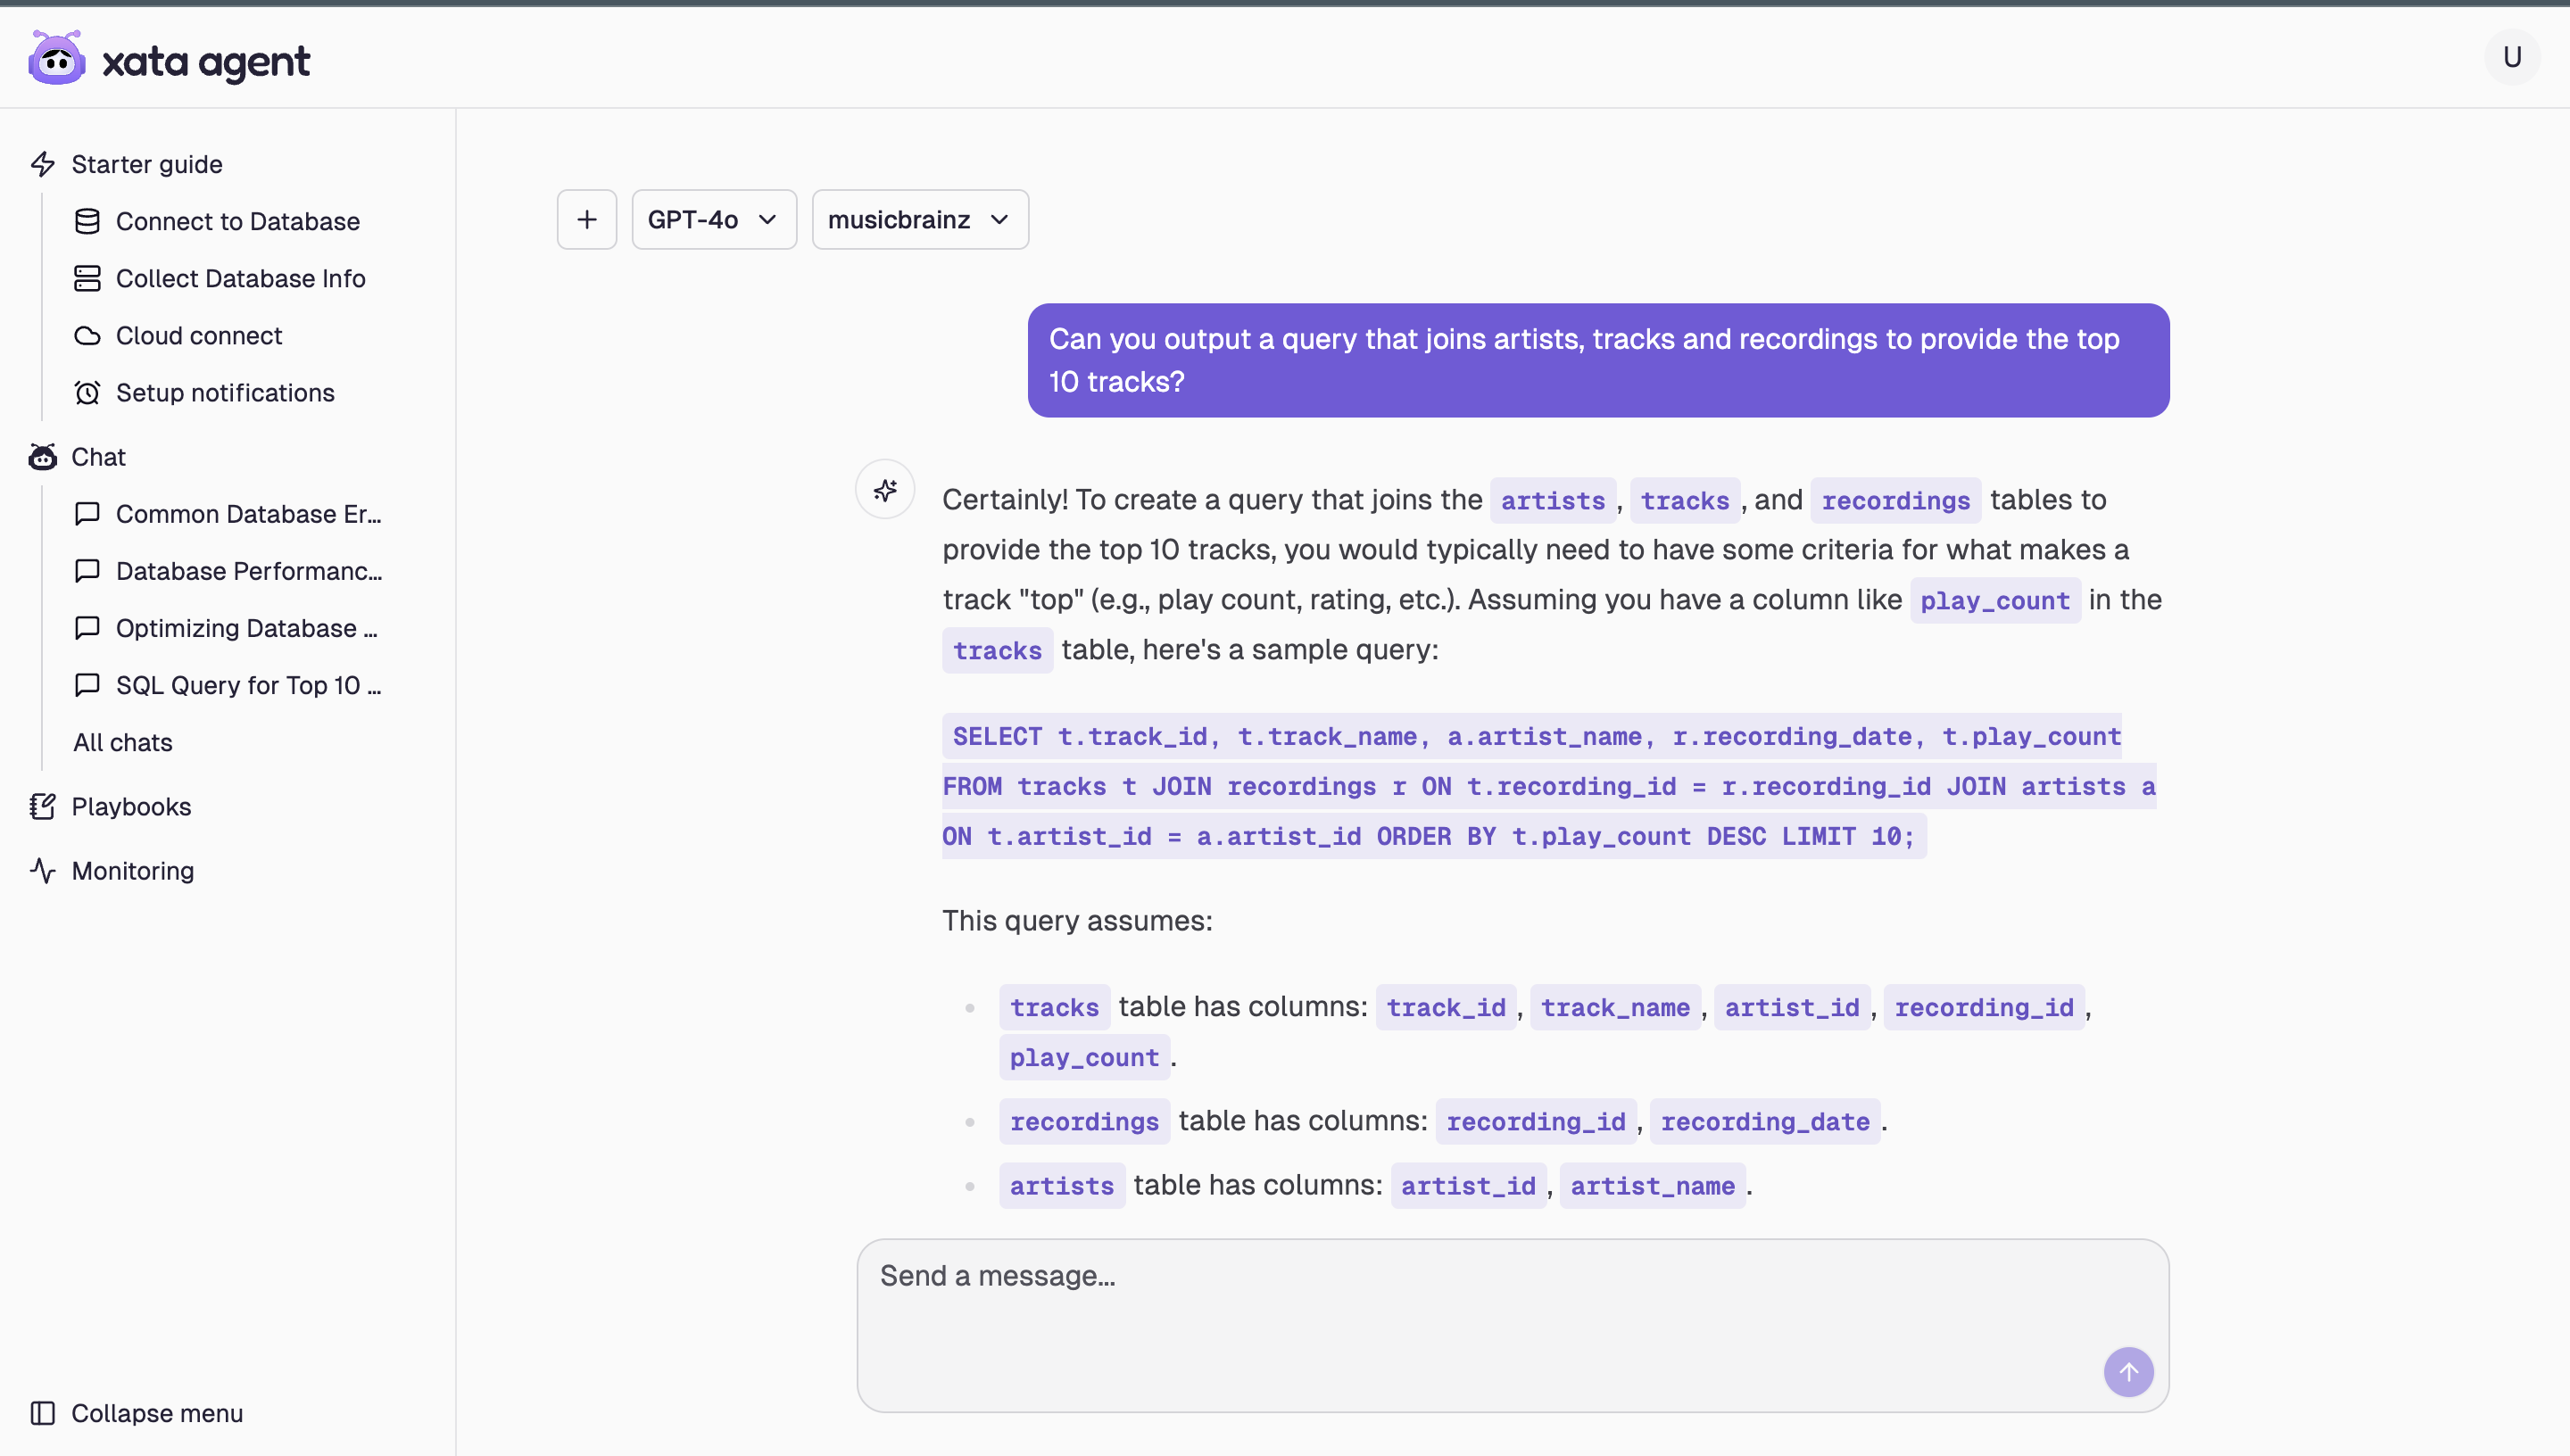 xata agent
U
Starter guide
Connect to Database
Collect Database Info
Cloud connect
Setup notifications
Chat
Common Database Er...
Database Performanc...
Optimizing Database ...
SQL Query for Top 10 ...
All chats
Playbooks
Monitoring
Collapse menu
GPT-4o
musicbrainz
Can you output a query that joins artists, tracks and recordings to provide the top
10 tracks?
Certainly! To create a query that joins the artists, tracks, and recordings tables to
provide the top 10 tracks, you would typically need to have some criteria for what makes a
track "top" (e.g., play count, rating, etc.). Assuming you have a column like play_count in the
tracks table, here's a sample query:
SELECT t.track_id, t.track_name, a.artist_name, r.recording_date, t.play_count
FROM tracks t JOIN recordings r ON t.recording_id = r.recording_id JOIN artists a
ON t.artist_id = a.artist_id ORDER BY t.play_count DESC LIMIT 10;
This query assumes:
tracks table has columns: track_id, track_name, artist_id, recording_id,
play_count.
recordings table has columns: recording_id, recording_date.
artists table has columns: artist_id, artist_name.
Send a message...